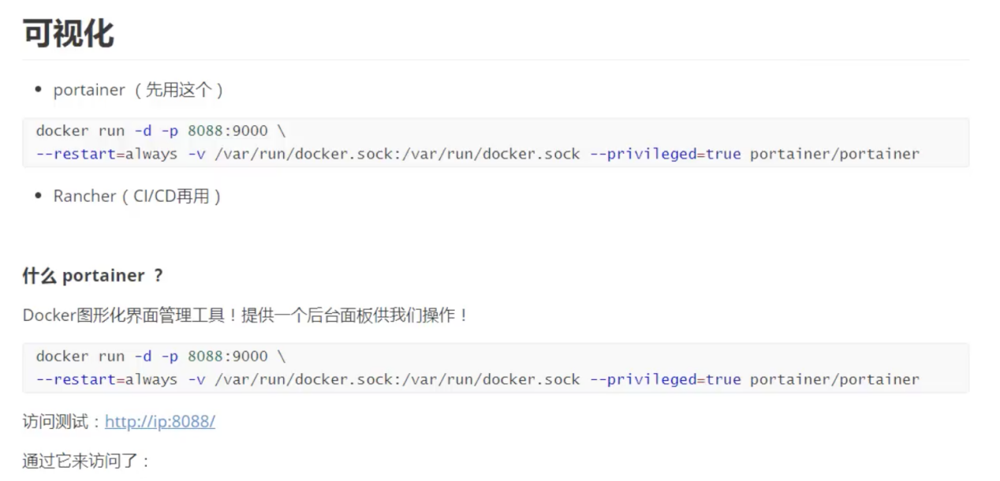 可视化
• portainer （先用这个）
docker run -d -p 8088:9000 \
--restart=always -v /var/run/docker.sock:/var/run/docker.sock --privileged=true portainer/portainer
• Rancher（CI/CD再用）
什么 portainer ？
Docker图形化界面管理工具！提供一个后台面板供我们操作！
docker run -d -p 8088:9000 \
--restart=always -v /var/run/docker.sock:/var/run/docker.sock --privileged=true portainer/portainer
访问测试：http://ip:8088/
通过它来访问了：